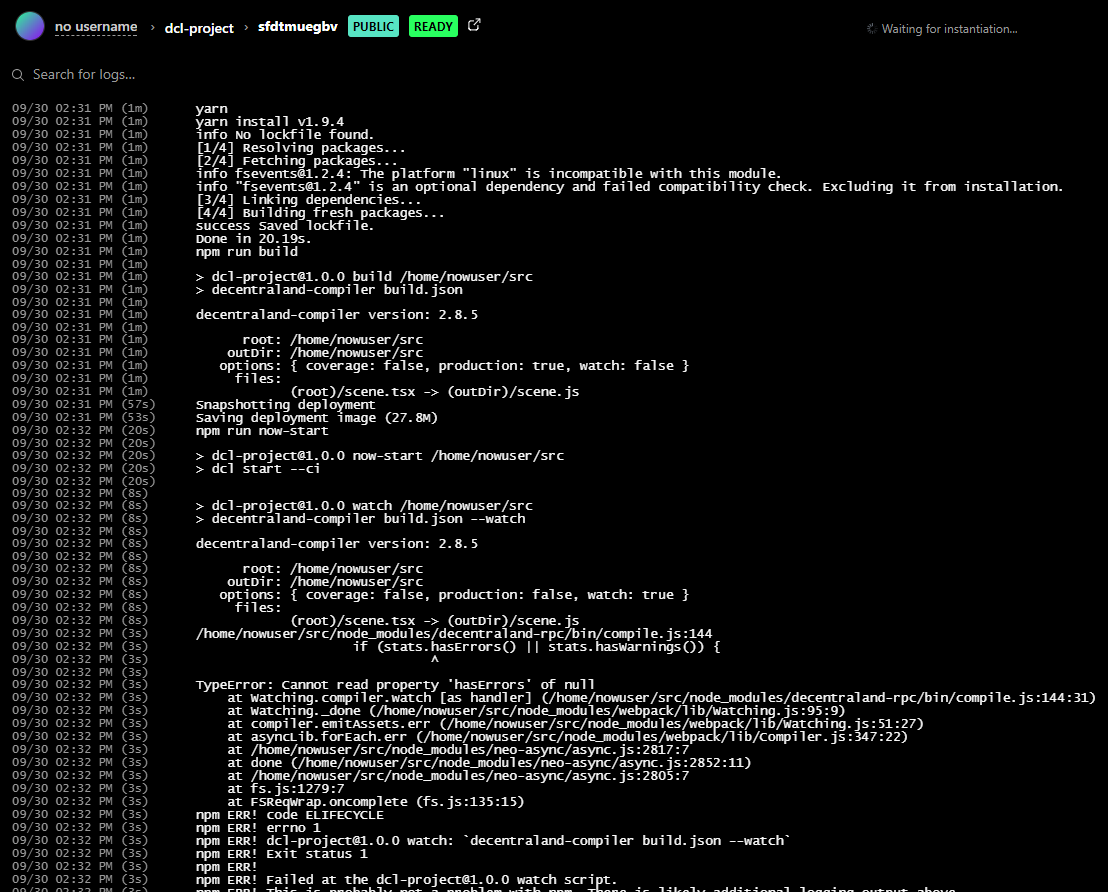 no username › dcl-project › sfdtmuegbv PUBLIC READY Waiting for instantiation...
Search for logs...
09/30 02:31 PM (1m) yarn
09/30 02:31 PM (1m) yarn install v1.9.4
09/30 02:31 PM (1m) info No lockfile found.
09/30 02:31 PM (1m) [1/4] Resolving packages...
09/30 02:31 PM (1m) [2/4] Fetching packages...
09/30 02:31 PM (1m) info fsevents@1.2.4: The platform "linux" is incompatible with this module.
09/30 02:31 PM (1m) info "fsevents@1.2.4" is an optional dependency and failed compatibility check. Excluding it from installation.
09/30 02:31 PM (1m) [3/4] Linking dependencies...
09/30 02:31 PM (1m) [4/4] Building fresh packages...
09/30 02:31 PM (1m) success Saved lockfile.
09/30 02:31 PM (1m) Done in 20.19s.
09/30 02:31 PM (1m) npm run build
09/30 02:31 PM (1m)
09/30 02:31 PM (1m) > dcl-project@1.0.0 build /home/nowuser/src
09/30 02:31 PM (1m) > decentraland-compiler build.json
09/30 02:31 PM (1m)
09/30 02:31 PM (1m) decentraland-compiler version: 2.8.5
09/30 02:31 PM (1m)
09/30 02:31 PM (1m) root: /home/nowuser/src
09/30 02:31 PM (1m) outDir: /home/nowuser/src
09/30 02:31 PM (1m) options: { coverage: false, production: true, watch: false }
09/30 02:31 PM (1m) files:
09/30 02:31 PM (1m) (root)/scene.tsx -> (outDir)/scene.js
09/30 02:31 PM (57s) Snapshotting deployment
09/30 02:31 PM (53s) Saving deployment image (27.8M)
09/30 02:32 PM (20s) npm run now-start
09/30 02:32 PM (20s)
09/30 02:32 PM (20s) > dcl-project@1.0.0 now-start /home/nowuser/src
09/30 02:32 PM (20s) > dcl start --ci
09/30 02:32 PM (20s)
09/30 02:32 PM (8s)
09/30 02:32 PM (8s) > dcl-project@1.0.0 watch /home/nowuser/src
09/30 02:32 PM (8s) > decentraland-compiler build.json --watch
09/30 02:32 PM (8s)
09/30 02:32 PM (8s) decentraland-compiler version: 2.8.5
09/30 02:32 PM (8s)
09/30 02:32 PM (8s) root: /home/nowuser/src
09/30 02:32 PM (8s) outDir: /home/nowuser/src
09/30 02:32 PM (8s) options: { coverage: false, production: false, watch: true }
09/30 02:32 PM (8s) files:
09/30 02:32 PM (8s) (root)/scene.tsx -> (outDir)/scene.js
09/30 02:32 PM (3s) /home/nowuser/src/node_modules/decentraland-rpc/bin/compile.js:144
09/30 02:32 PM (3s) if (stats.hasErrors() || stats.hasWarnings()) {
09/30 02:32 PM (3s) ^
09/30 02:32 PM (3s)
09/30 02:32 PM (3s) TypeError: Cannot read property 'hasErrors' of null
09/30 02:32 PM (3s) at Watching.compiler.watch [as handler] (/home/nowuser/src/node_modules/decentraland-rpc/bin/compile.js:144:31)
09/30 02:32 PM (3s) at Watching._done (/home/nowuser/src/node_modules/webpack/lib/Watching.js:95:9)
09/30 02:32 PM (3s) at compiler.emitAssets.err (/home/nowuser/src/node_modules/webpack/lib/Watching.js:51:27)
09/30 02:32 PM (3s) at asyncLib.forEach.err (/home/nowuser/src/node_modules/webpack/lib/Compiler.js:347:22)
09/30 02:32 PM (3s) at /home/nowuser/src/node_modules/neo-async/async.js:2817:7
09/30 02:32 PM (3s) at done (/home/nowuser/src/node_modules/neo-async/async.js:2852:11)
09/30 02:32 PM (3s) at /home/nowuser/src/node_modules/neo-async/async.js:2805:7
09/30 02:32 PM (3s) at fs.js:1279:7
09/30 02:32 PM (3s) at FSReqWrap.oncomplete (fs.js:135:15)
09/30 02:32 PM (3s) npm ERR! code ELIFECYCLE
09/30 02:32 PM (3s) npm ERR! errno 1
09/30 02:32 PM (3s) npm ERR! dcl-project@1.0.0 watch: `decentraland-compiler build.json --watch`
09/30 02:32 PM (3s) npm ERR! Exit status 1
09/30 02:32 PM (3s) npm ERR!
09/30 02:32 PM (3s) npm ERR! Failed at the dcl-project@1.0.0 watch script.
09/30 02:32 PM (3s) npm ERR! This is probably not a problem with npm. There is likely additional logging output above.